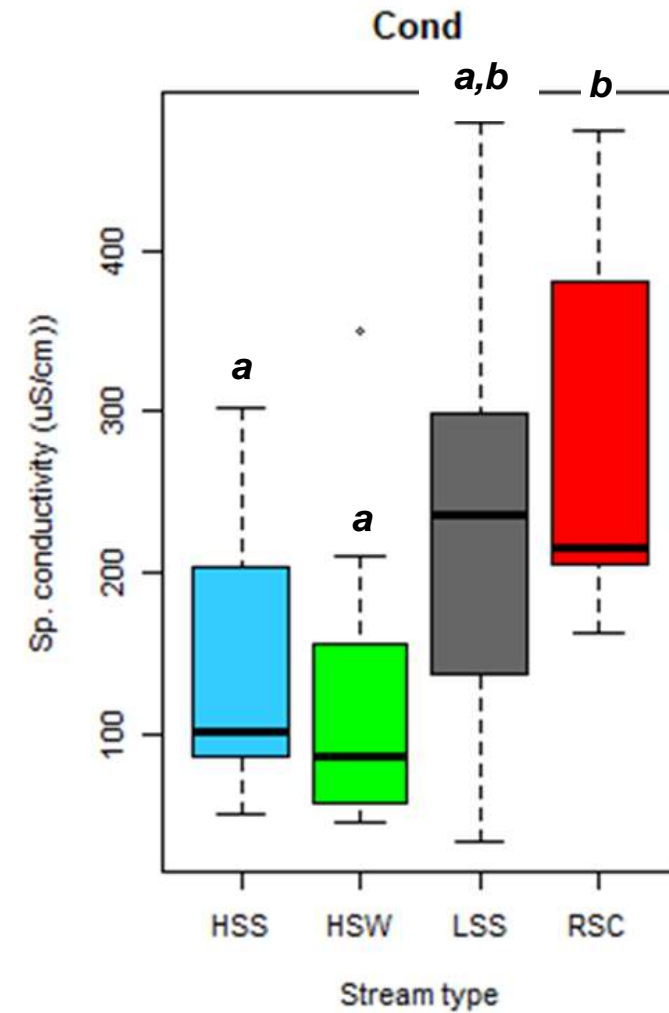 Cond
a,b
b
a
a
Sp. conductivity (uS/cm))
400
300
200
100
HSS HSW LSS RSC
Stream type